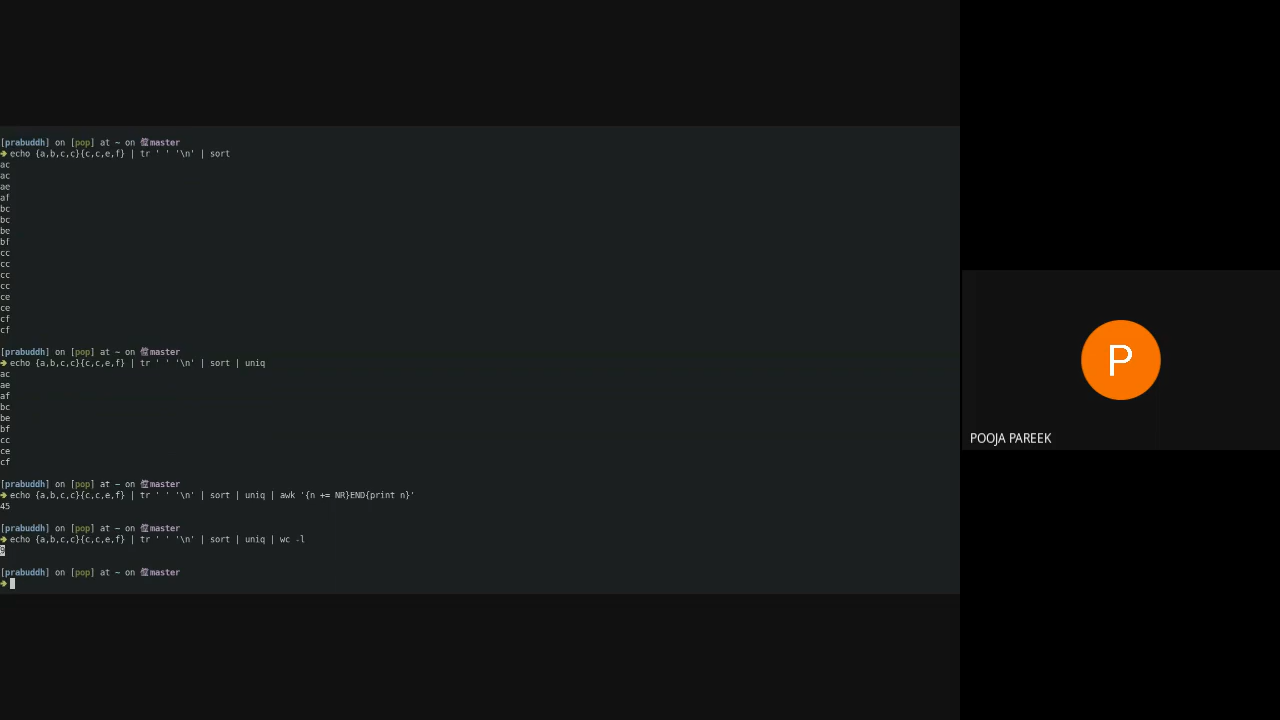 [prabuddh] on [pop] at ~ on master
➜ echo {a,b,c,c}{c,c,e,f} | tr ' ' '\n' | sort
ac
ac
ae
af
bc
bc
be
bf
cc
cc
cc
cc
ce
ce
cf
cf
[prabuddh] on [pop] at ~ on master
➜ echo {a,b,c,c}{c,c,e,f} | tr ' ' '\n' | sort | uniq
ac
ae
af
bc
be
bf
cc
ce
cf
[prabuddh] on [pop] at ~ on master
➜ echo {a,b,c,c}{c,c,e,f} | tr ' ' '\n' | sort | uniq | awk '{n += NR}END{print n}'
45
[prabuddh] on [pop] at ~ on master
➜ echo {a,b,c,c}{c,c,e,f} | tr ' ' '\n' | sort | uniq | wc -l
9
[prabuddh] on [pop] at ~ on master
➜
P
POOJA PAREEK